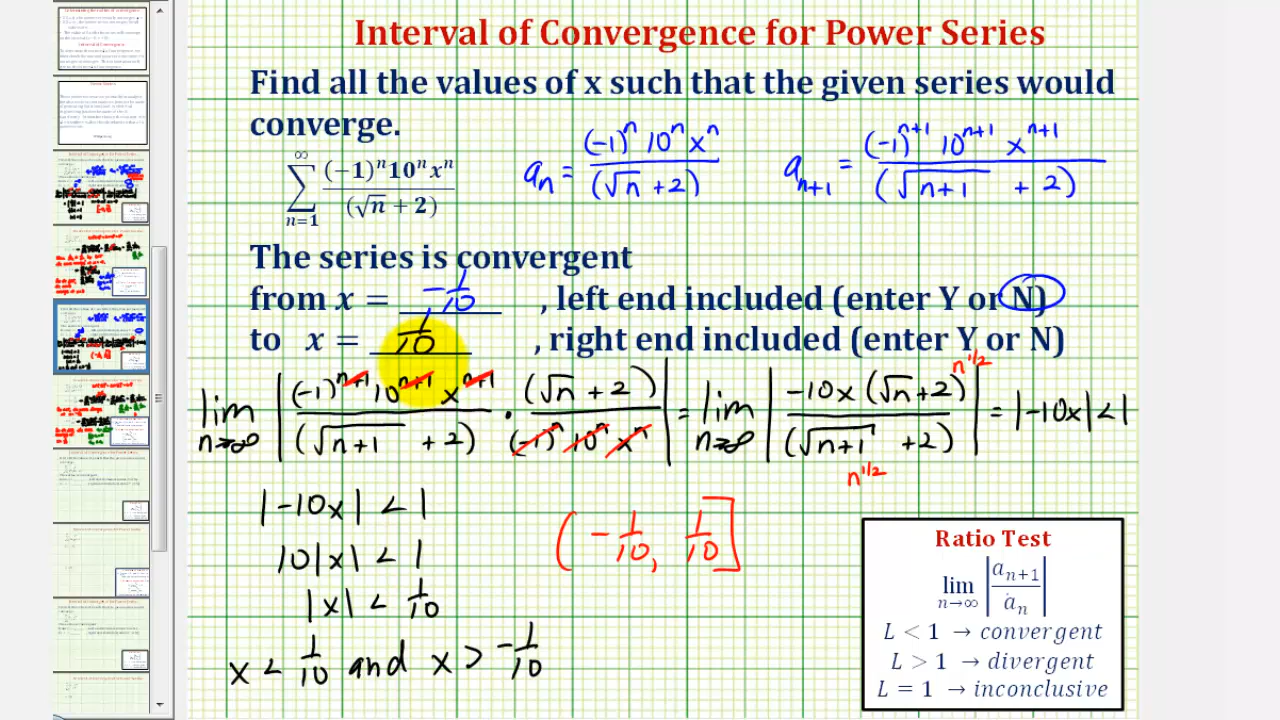 Interval of Convergence for Power Series
Find all the values of x such that the given series would
converge.
∑_{n=1}^{∞} (−1)^n 10^n x^n / (√n + 2)
a_n = (-1)^n 10^n x^n / (√n + 2)
a_{n+1} = (-1)^{n+1} 10^{n+1} x^{n+1} / (√n+1 + 2)
The series is convergent
from x = -1/10 , left end included (enter Y or N)
to x = 1/10 , right end included (enter Y or N)
lim n→∞ | (-1)^{n+1} 10^{n+1} x^{n+1} / (√n+1 + 2) · (√n + 2) / (-1)^n 10^n x^n | = lim n→∞ | -10x (√n + 2) n^{1/2} / (√n+1 + 2) n^{1/2} | = |-10x| < 1
|-10x| < 1
10|x| < 1
|x| < 1/10
x < 1/10 and x > -1/10
( -1/10, 1/10 ]
Ratio Test
lim n→∞ | a_{n+1} / a_n |
L < 1 → convergent
L > 1 → divergent
L = 1 → inconclusive